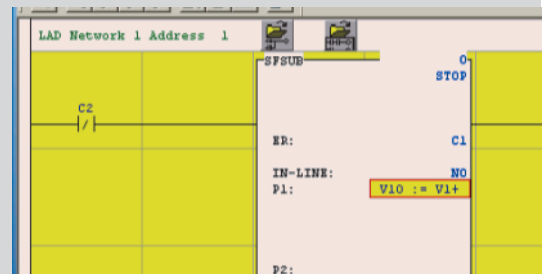 LAD Network 1 Address 1
SFSUB 0
STOP
C2
ER: C1
IN-LINE: NO
P1: V10 := V1+
P2: